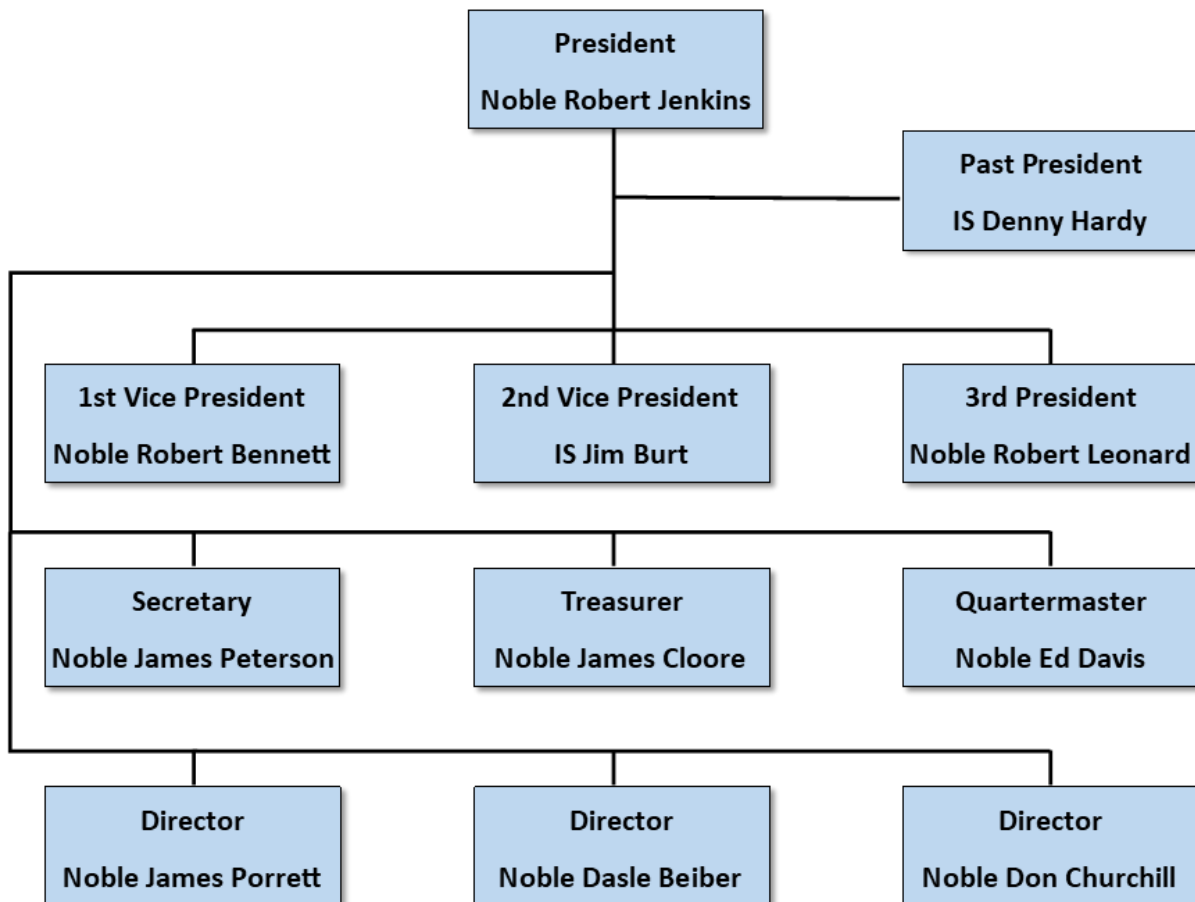 President
Noble Robert Jenkins
Past President
IS Denny Hardy
1st Vice President
Noble Robert Bennett
2nd Vice President
IS Jim Burt
3rd President
Noble Robert Leonard
Secretary
Noble James Peterson
Treasurer
Noble James Cloore
Quartermaster
Noble Ed Davis
Director
Noble James Porrett
Director
Noble Dasle Beiber
Director
Noble Don Churchill